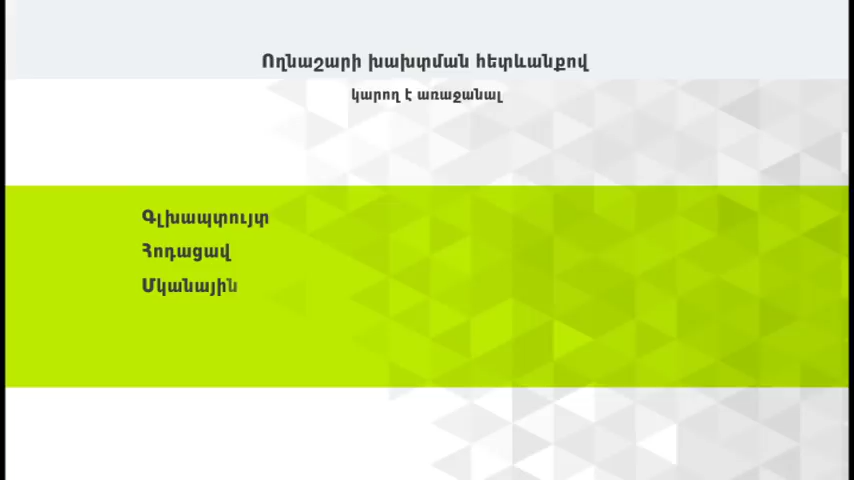 Ողնաշարի խախտման հետևանքով
կարող է առաջանալ
Գլխապտույտ
Հոդացավ
Մկանային